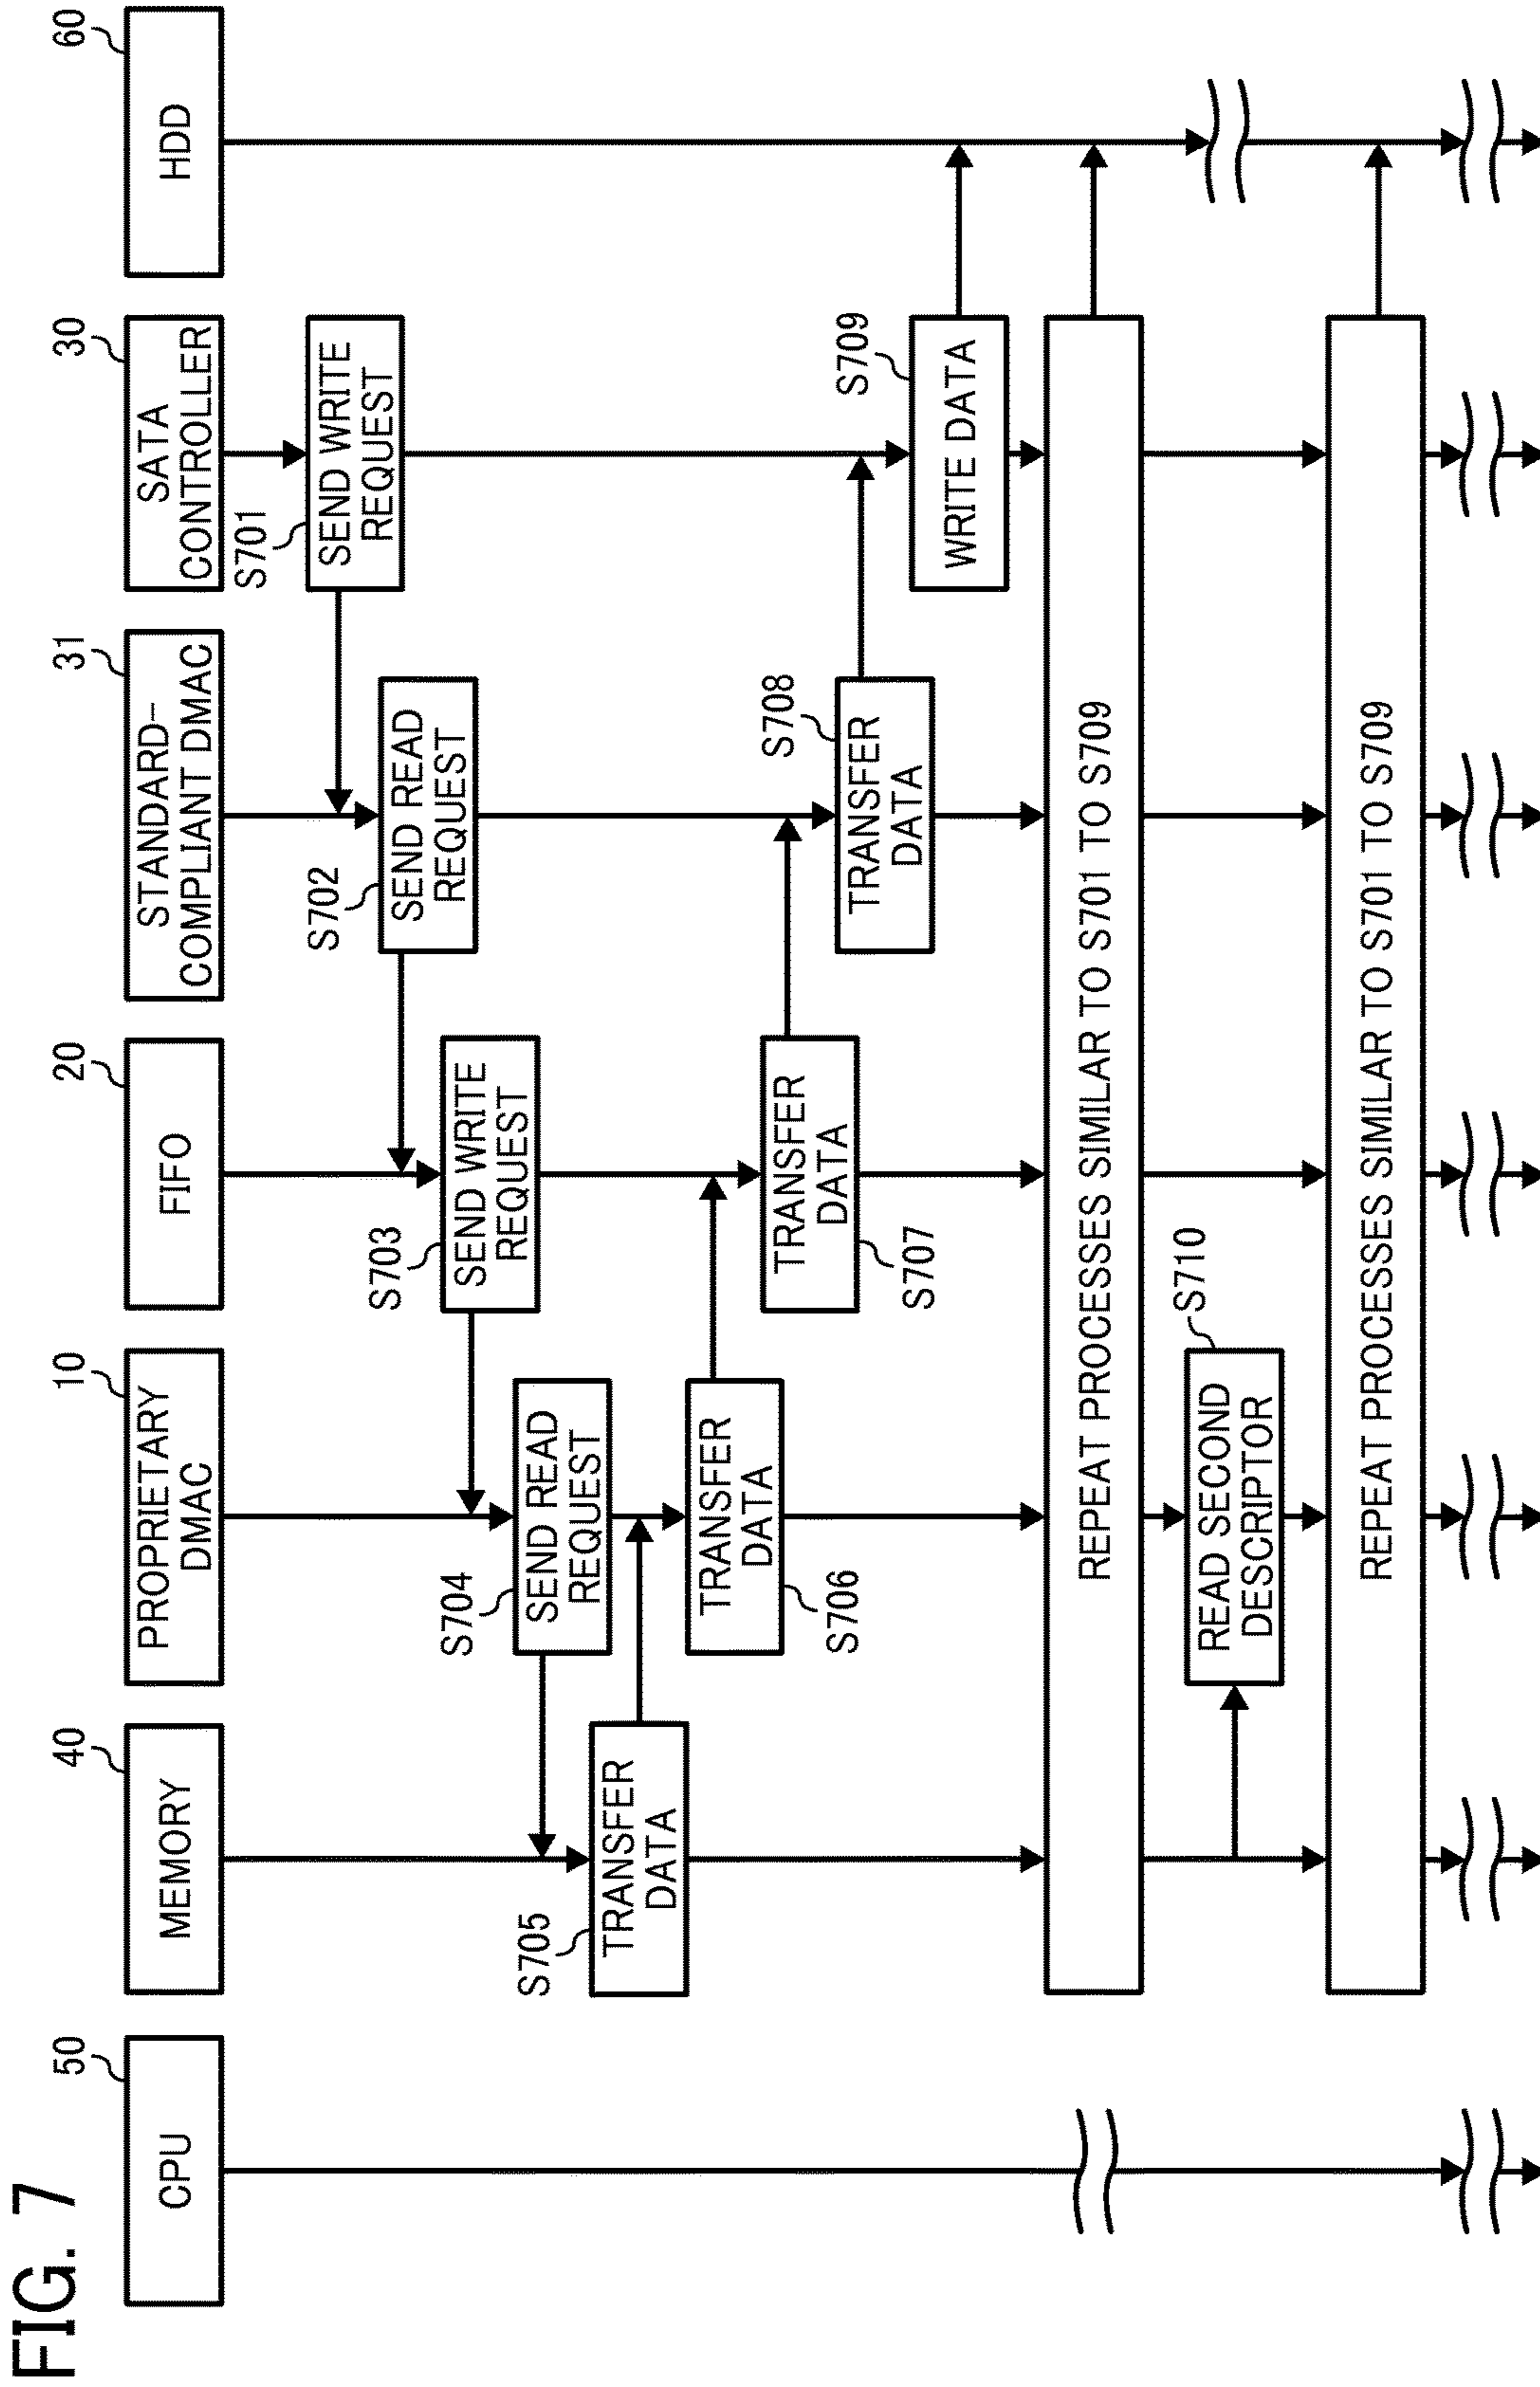 FIG. 7
50
CPU
40
MEMORY
10
PROPRIETARY
DMAC
20
FIFO
31
STANDARD-
COMPLIANT DMAC
30
SATA
CONTROLLER
60
HDD
S701
SEND WRITE
REQUEST
S702
SEND READ
REQUEST
S703
SEND WRITE
REQUEST
S704
SEND READ
REQUEST
S705
TRANSFER
DATA
S706
TRANSFER
DATA
S707
TRANSFER
DATA
S708
TRANSFER
DATA
S709
WRITE DATA
REPEAT PROCESSES SIMILAR TO S701 TO S709
S710
READ SECOND
DESCRIPTOR
REPEAT PROCESSES SIMILAR TO S701 TO S709